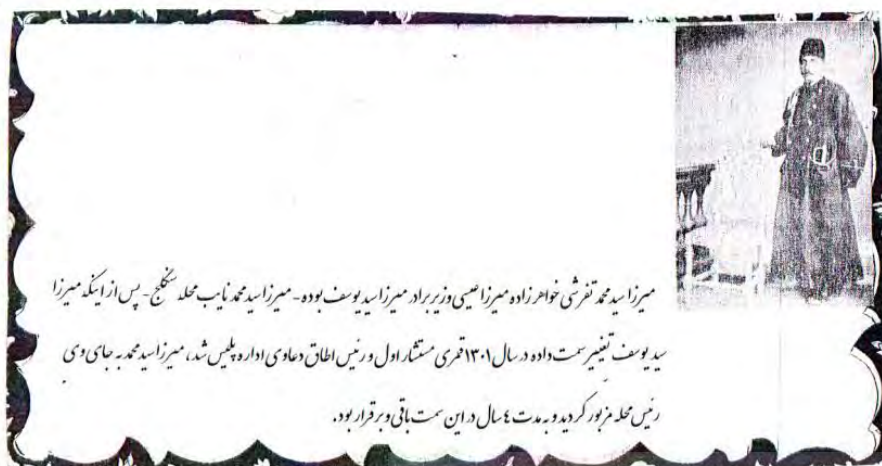 میرزا سید محمد تفرشی خواهر زاده میرزا عیسی وزیر برادر میرزا سید یوسف بوده - میرزا سید محمد نایب محله سنگلج - پس از اینکه میرزا
سید یوسف تغییر سمت داده در سال ۱۳۰۱ قمری مستشار اول و رئیس اطاق دعاوی اداره پلیس شد، میرزا سید محمد به جای وی
رئیس محله مزبور گردید و به مدت ٤ سال در این سمت باقی و برقرار بود.